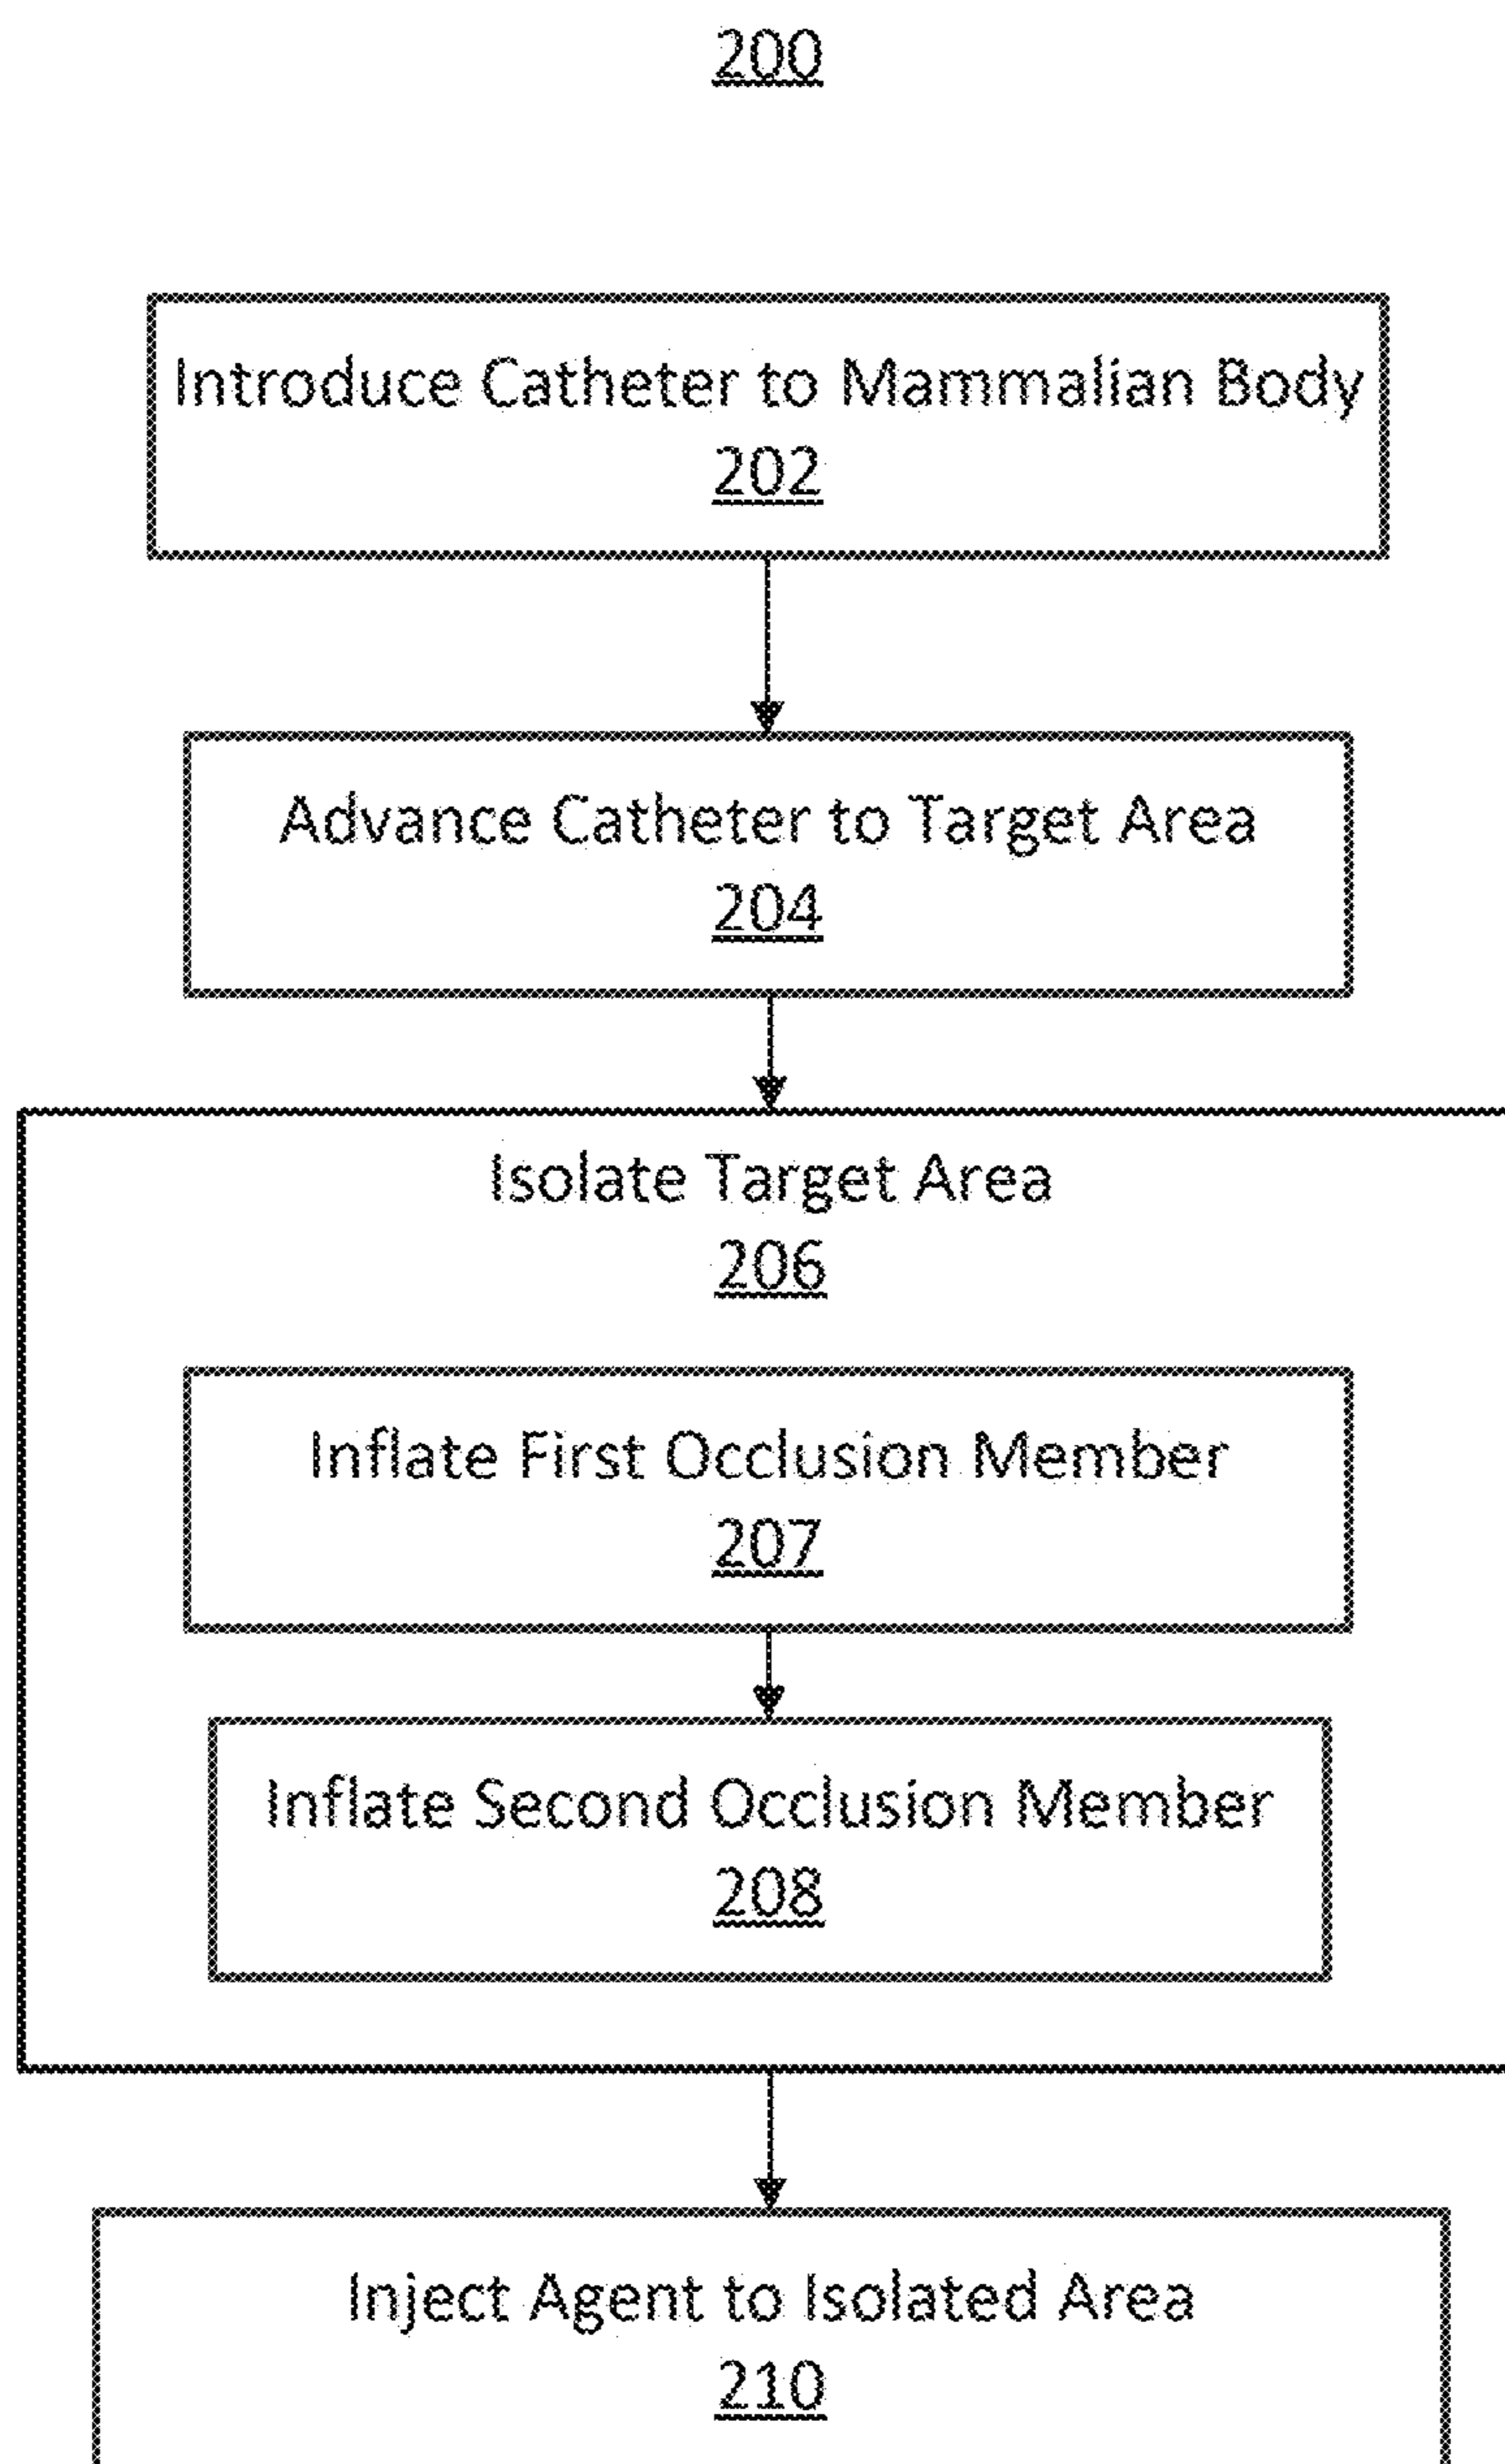 200
Introduce Catheter to Mammalian Body
202
Advance Catheter to Target Area
204
Isolate Target Area
206
Inflate First Occlusion Member
207
Inflate Second Occlusion Member
208
Inject Agent to Isolated Area
210